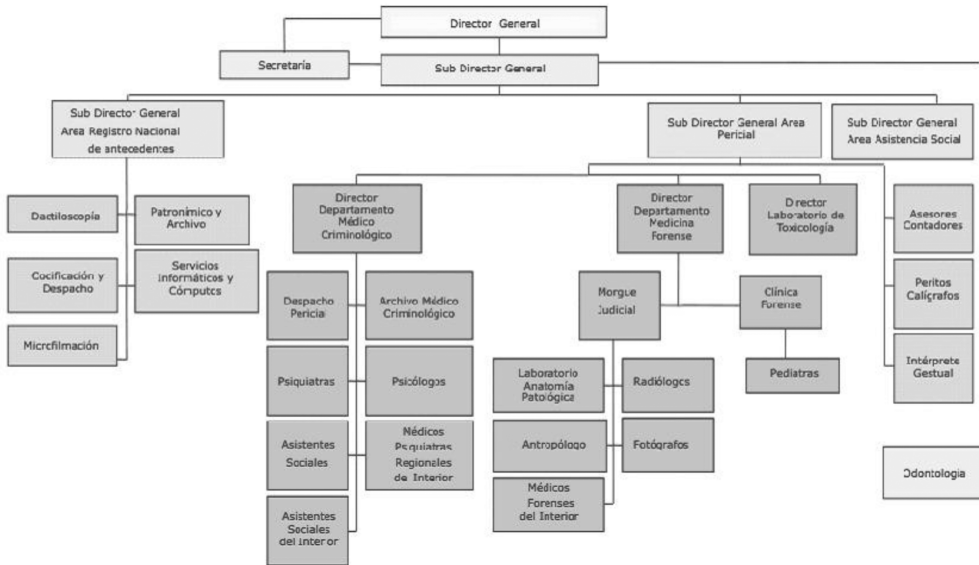 Director General
Secretaría
Sub Director General
Sub Director General
Area Registro Nacional
de antecedentes
Sub Director General Area
Pericial
Sub Director General
Area Asistencia Social
Dactiloscopía
Patronímico y
Archivo
Cocificación y
Despacho
Servicios
Informáticos y
Cómputcs
Microfilmación
Director
Departamento
Médico
Criminológico
Director
Departamento
Medicina
Forense
Director
Laboratorio de
Toxicología
Asesores
Contadores
Peritos
Calígrafos
Intérprete
Gestual
Despacho
Pericial
Archivo Médico
Criminológico
Psiquiatras
Psicólogos
Asistentes
Sociales
Médicos
Psiquiatras
Regionales
de Interior
Asistentes
Sociales
del Interior
Morgue
Judicial
Clínica
Forense
Pediatras
Laboratorio
Anatomía
Patológica
Radiólogos
Antropólogo
Fotógrafos
Médicos
Forenses
del Interior
Odontologia